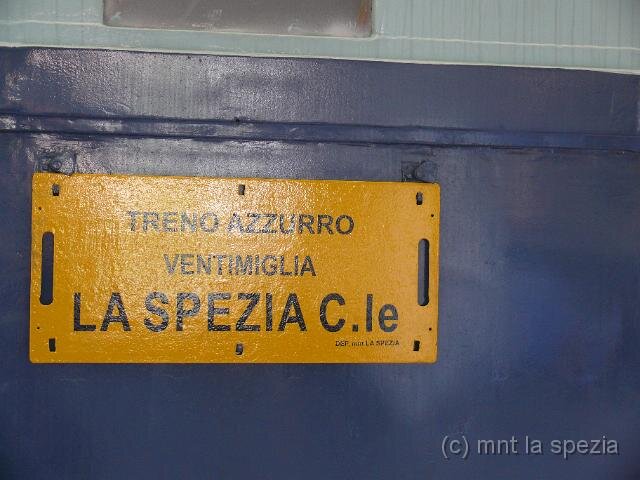 TRENO AZZURRO
VENTIMIGLIA
LA SPEZIA C.le
DEP. mnt LA SPEZIA
(c) mnt la spezia